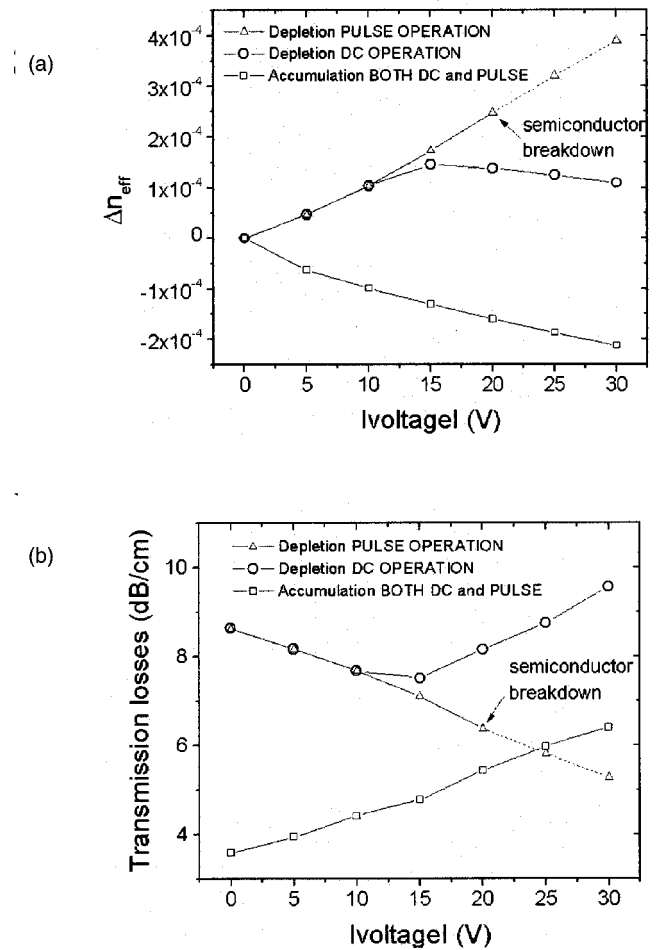 (a)
4x10⁻⁴
3x10⁻⁴
2x10⁻⁴
1x10⁻⁴
0
-1x10⁻⁴
-2x10⁻⁴
Δn_eff
Depletion PULSE OPERATION
Depletion DC OPERATION
Accumulation BOTH DC and PULSE
semiconductor
breakdown
0 5 10 15 20 25 30
IvoltageI (V)
(b)
10
8
6
4
Transmission losses (dB/cm)
Depletion PULSE OPERATION
Depletion DC OPERATION
Accumulation BOTH DC and PULSE
semiconductor
breakdown
0 5 10 15 20 25 30
IvoltageI (V)